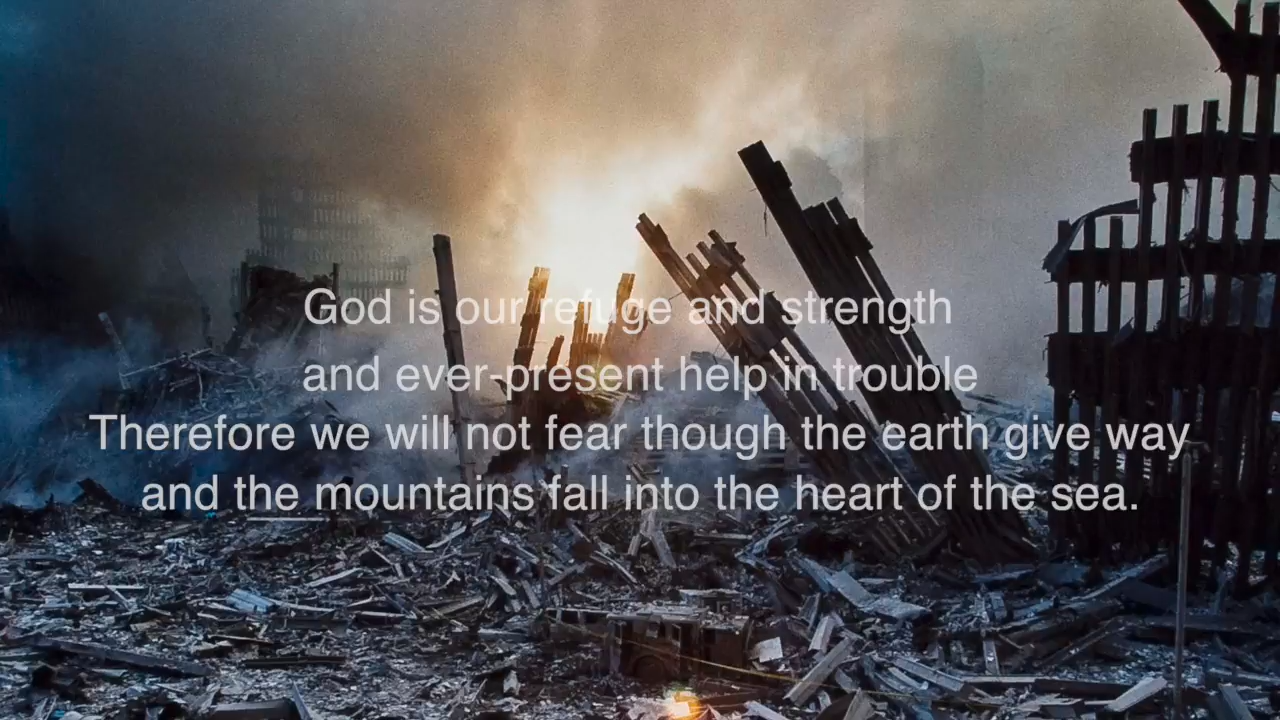 God is our refuge and strength
and ever-present help in trouble
Therefore we will not fear though the earth give way
and the mountains fall into the heart of the sea.